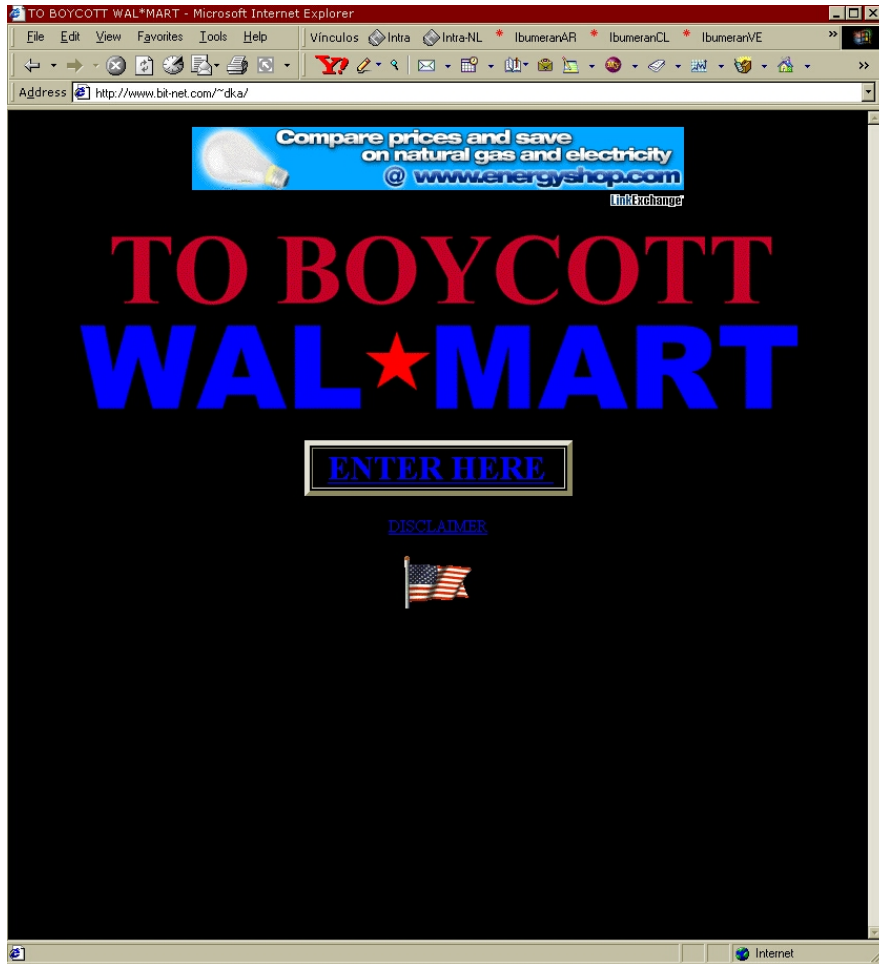 TO BOYCOTT WAL*MART - Microsoft Internet Explorer
File Edit View Favorites Tools Help Vínculos Intra Intra-NL IbumeranAR IbumeranCL IbumeranVE »
Y? »
Address http://www.bit-net.com/~dka/
Compare prices and save
on natural gas and electricity
@ www.energyshop.com
LinkExchange
TO BOYCOTT
WAL★MART
ENTER HERE
DISCLAIMER
Internet